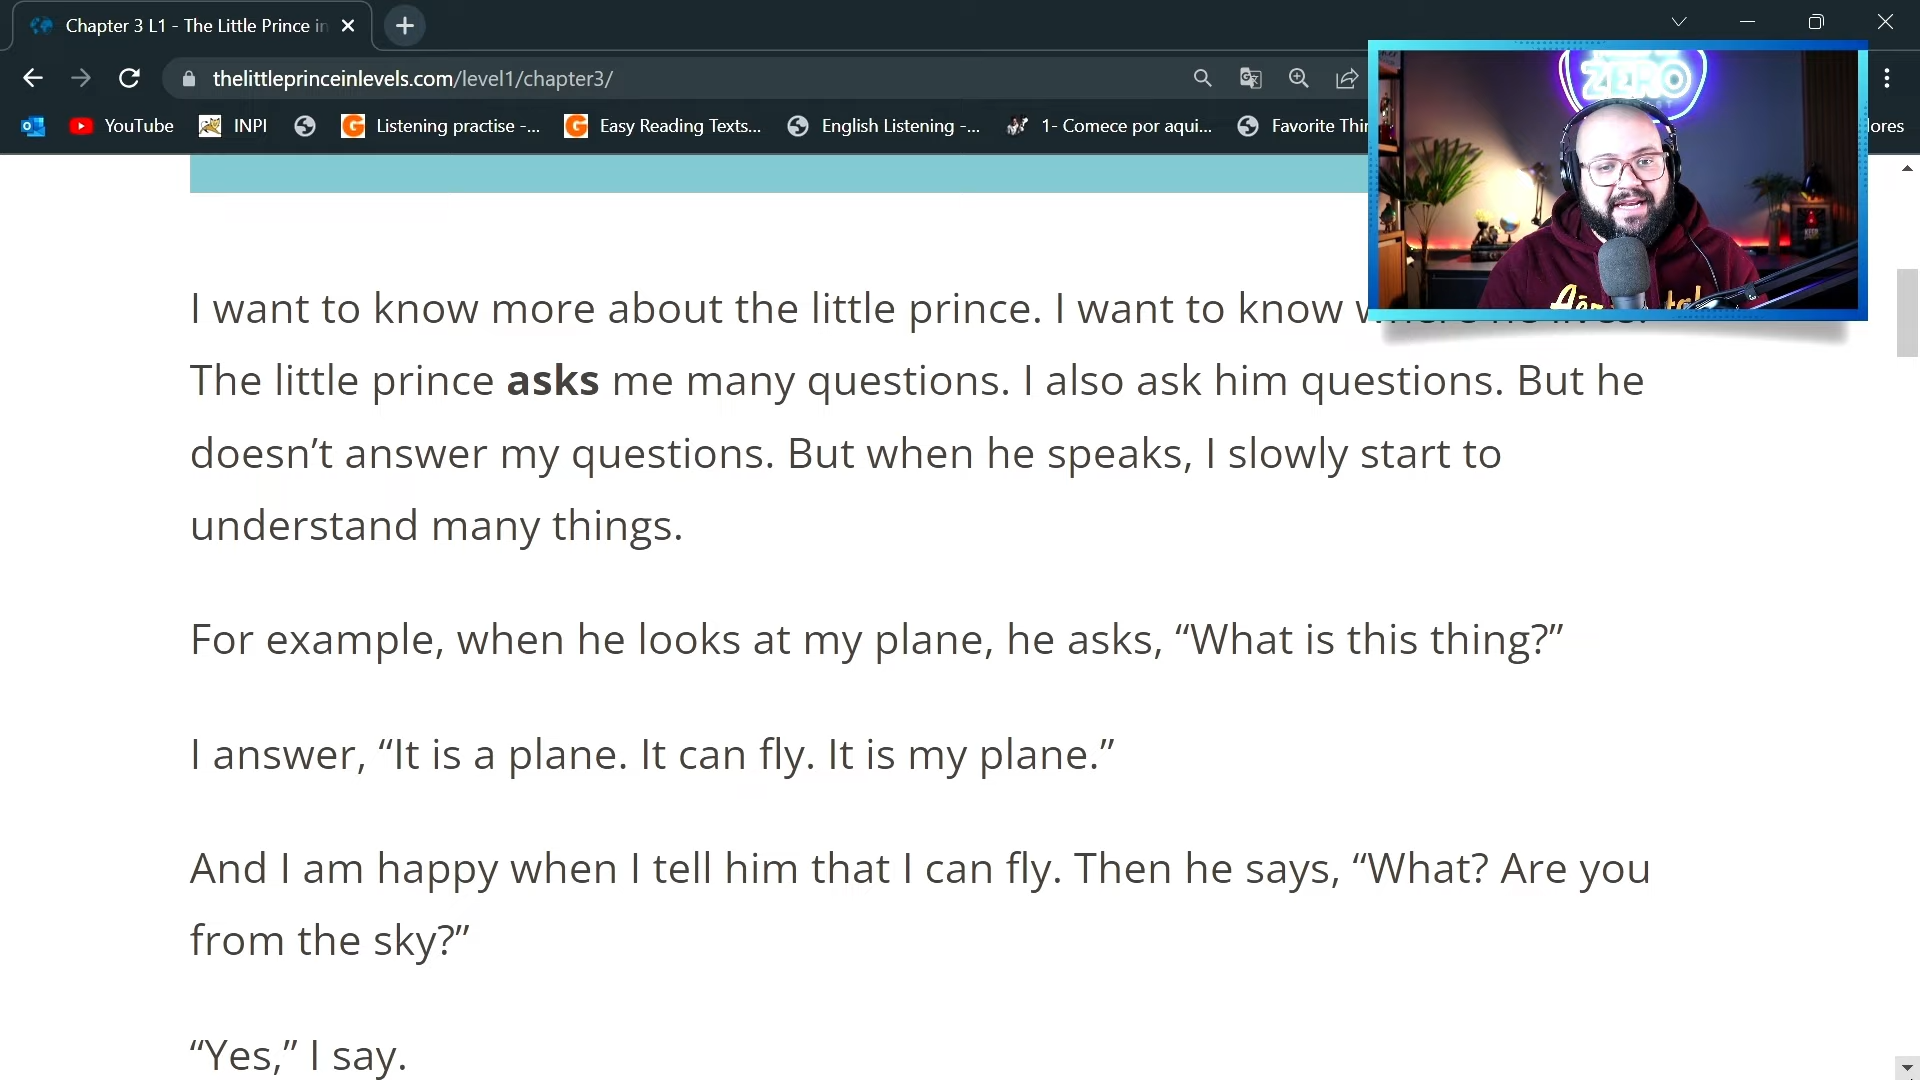 Chapter 3 L1 - The Little Prince in
thelittleprinceinlevels.com/level1/chapter3/
YouTube
INPI
Listening practise -...
Easy Reading Texts...
English Listening -...
1- Comece por aqui...
Favorite Thi
ZERO
I want to know more about the little prince. I want to know where he lives.
The little prince asks me many questions. I also ask him questions. But he
doesn’t answer my questions. But when he speaks, I slowly start to
understand many things.
For example, when he looks at my plane, he asks, “What is this thing?”
I answer, “It is a plane. It can fly. It is my plane.”
And I am happy when I tell him that I can fly. Then he says, “What? Are you
from the sky?”
“Yes,” I say.